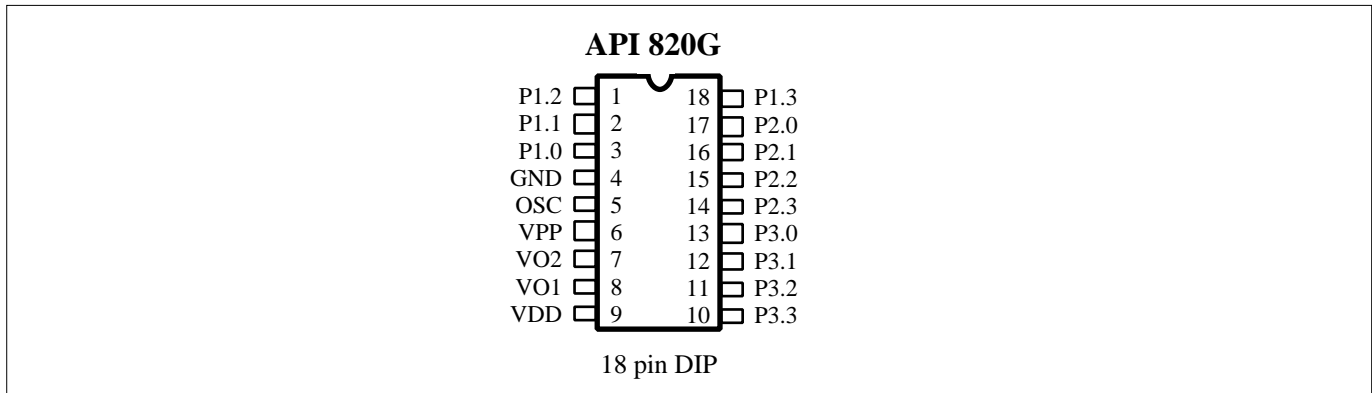 API 820G
P1.2 1 18 P1.3
P1.1 2 17 P2.0
P1.0 3 16 P2.1
GND 4 15 P2.2
OSC 5 14 P2.3
VPP 6 13 P3.0
VO2 7 12 P3.1
VO1 8 11 P3.2
VDD 9 10 P3.3
18 pin DIP